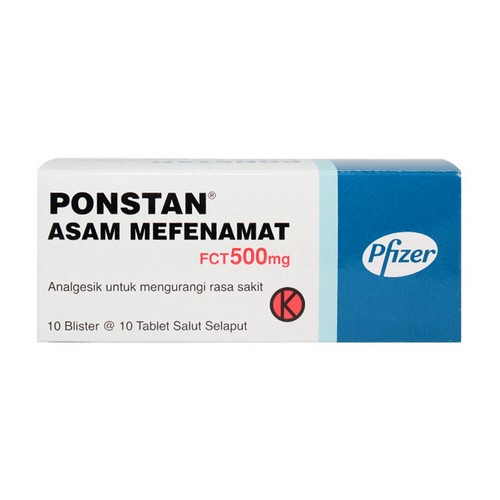 PONSTAN®
ASAM MEFENAMAT
FCT500mg
Analgesik untuk mengurangi rasa sakit
K
10 Blister @ 10 Tablet Salut Selaput
Pfizer